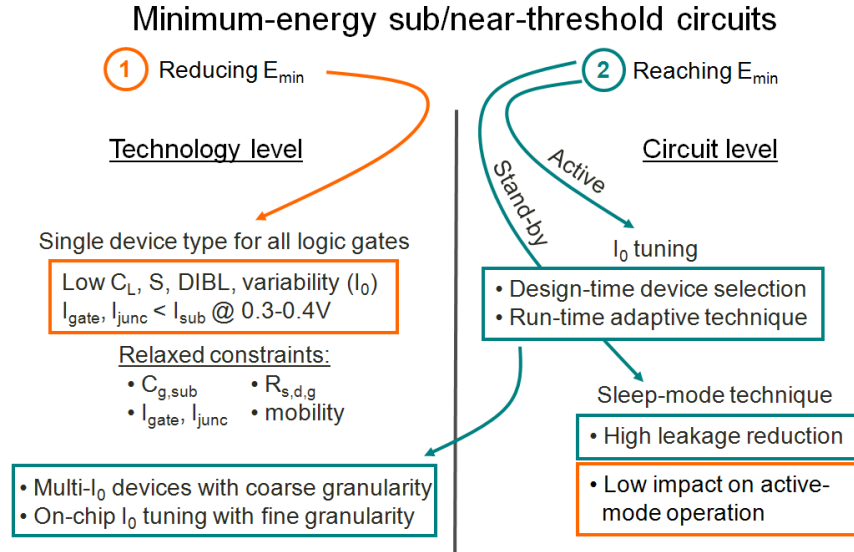 Minimum-energy sub/near-threshold circuits
1 Reducing Emin
2 Reaching Emin
Technology level
Circuit level
Stand-by
Active
Single device type for all logic gates
Low CL, S, DIBL, variability (I0)
Igate, Ijunc < Isub @ 0.3-0.4V
Relaxed constraints:
• Cg,sub • Rs,d,g
• Igate, Ijunc • mobility
• Multi-I0 devices with coarse granularity
• On-chip I0 tuning with fine granularity
I0 tuning
• Design-time device selection
• Run-time adaptive technique
Sleep-mode technique
• High leakage reduction
• Low impact on active-
mode operation